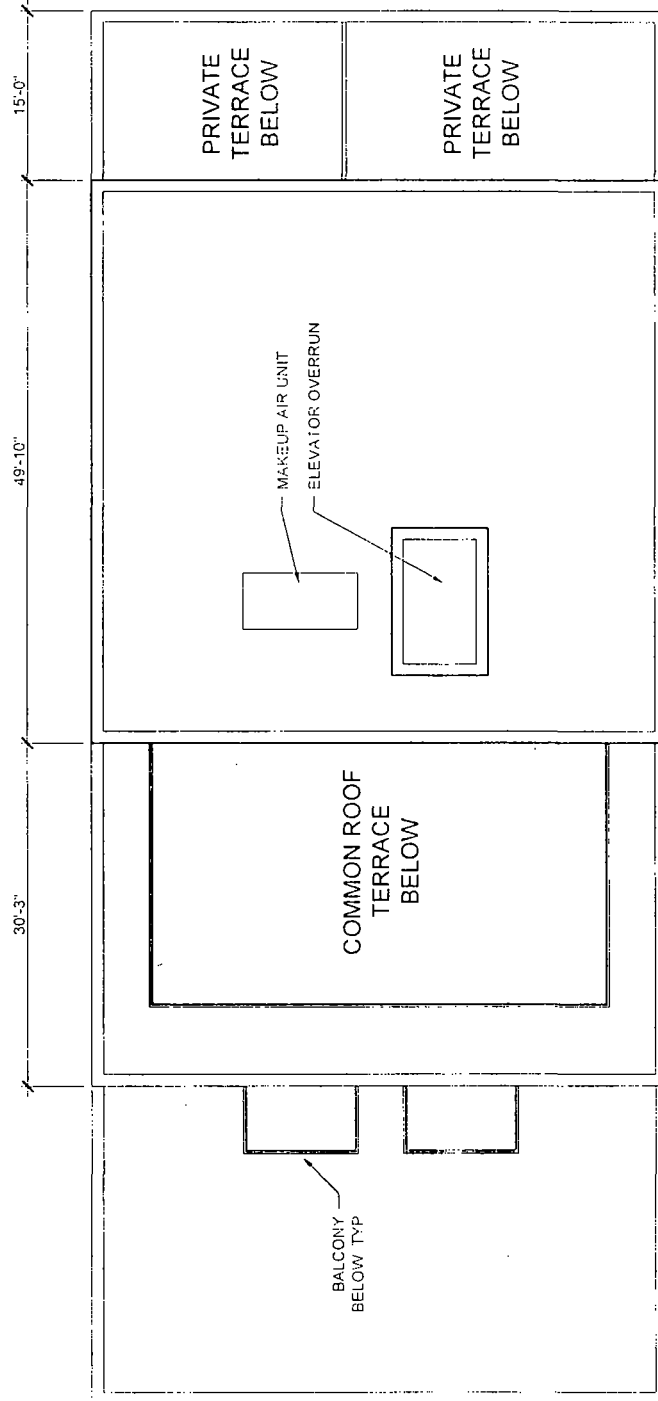 15'-0"
49'-10"
30'-3"
PRIVATE
TERRACE
BELOW
PRIVATE
TERRACE
BELOW
MAKEUP AIR UNIT
ELEVATOR OVERRUN
COMMON ROOF
TERRACE
BELOW
BALCONY
BELOW TYP